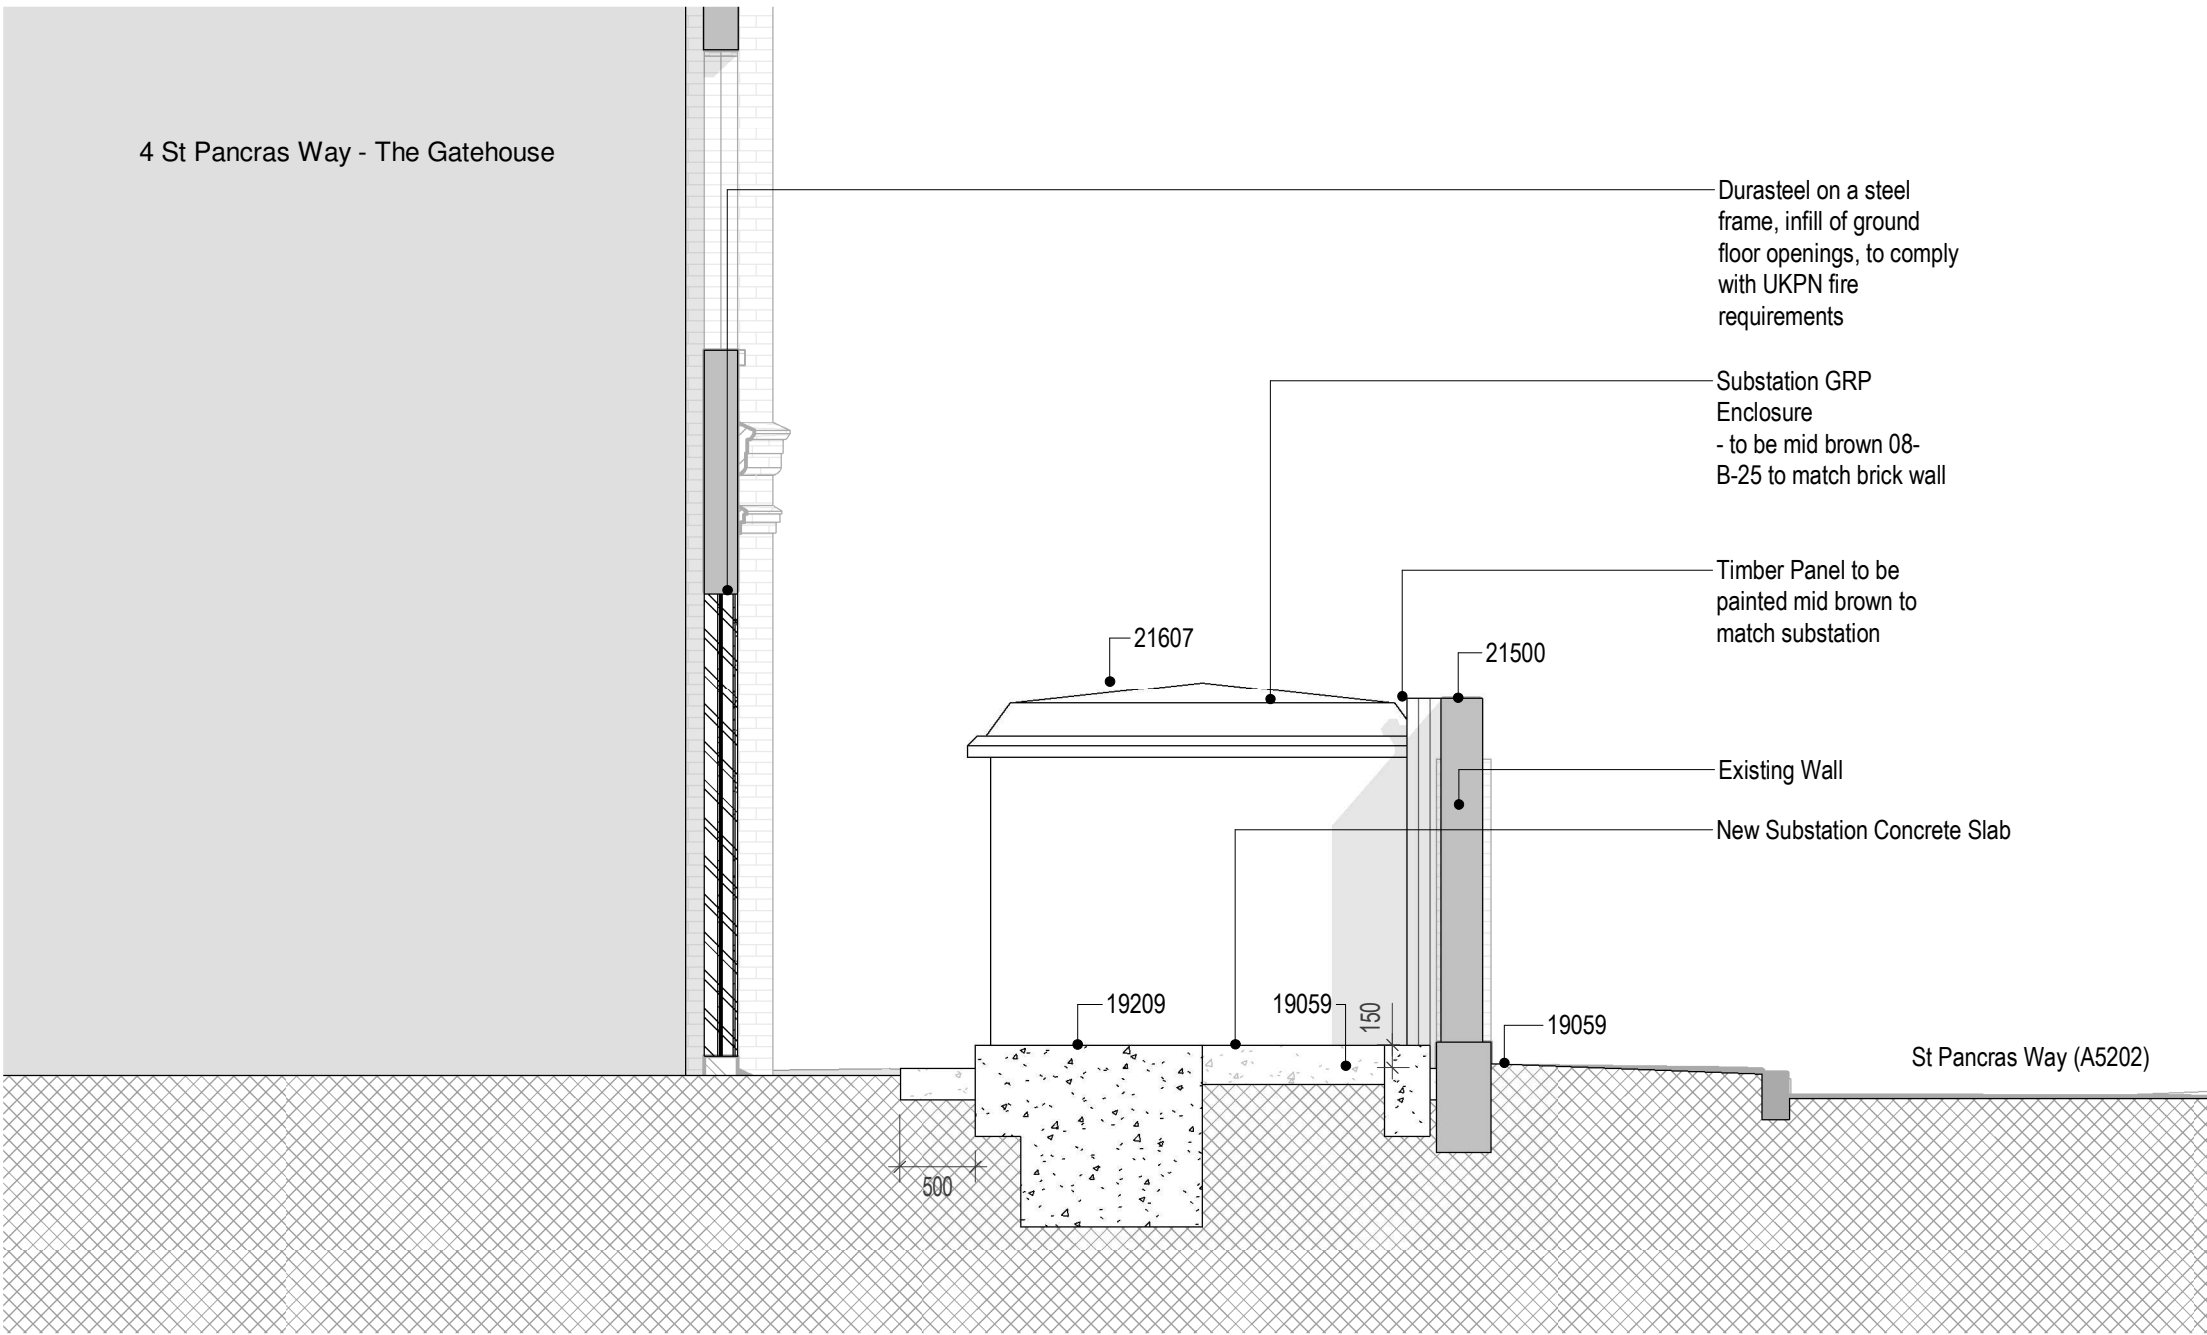 4 St Pancras Way - The Gatehouse
Durasteel on a steel
frame, infill of ground
floor openings, to comply
with UKPN fire
requirements
Substation GRP
Enclosure
- to be mid brown 08-
B-25 to match brick wall
Timber Panel to be
painted mid brown to
match substation
21607
21500
Existing Wall
New Substation Concrete Slab
19209
19059
150
19059
St Pancras Way (A5202)
500